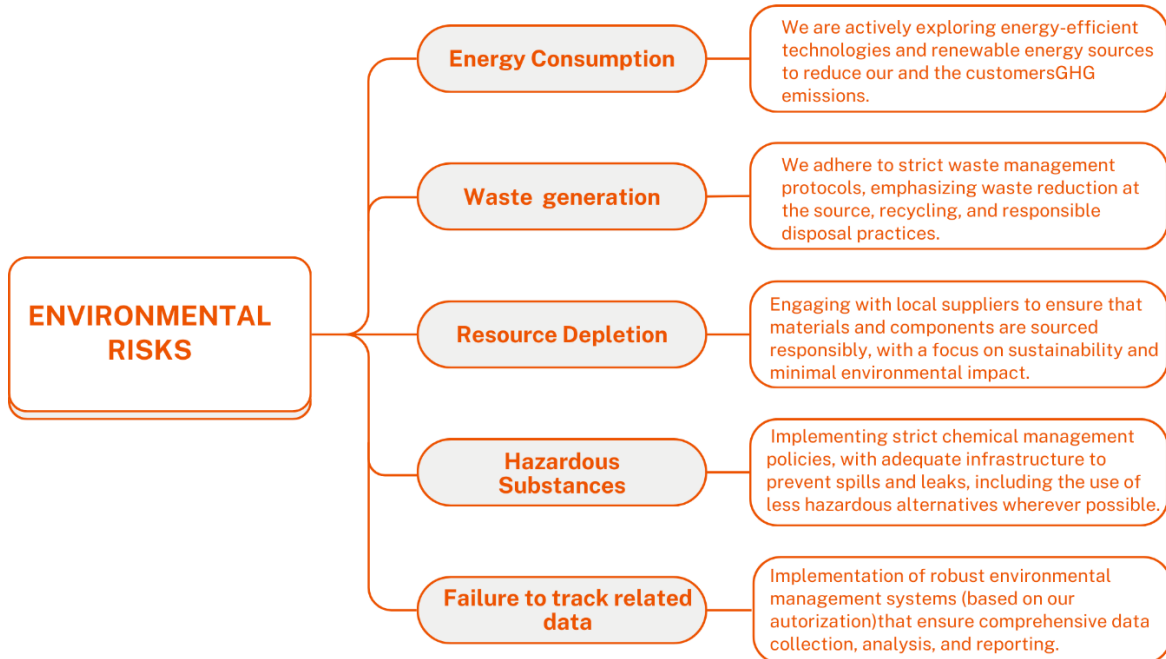 ENVIRONMENTAL
RISKS
Energy Consumption
We are actively exploring energy-efficient
technologies and renewable energy sources
to reduce our and the customersGHG
emissions.
Waste generation
We adhere to strict waste management
protocols, emphasizing waste reduction at
the source, recycling, and responsible
disposal practices.
Resource Depletion
Engaging with local suppliers to ensure that
materials and components are sourced
responsibly, with a focus on sustainability and
minimal environmental impact.
Hazardous
Substances
Implementing strict chemical management
policies, with adequate infrastructure to
prevent spills and leaks, including the use of
less hazardous alternatives wherever possible.
Failure to track related
data
Implementation of robust environmental
management systems (based on our
autorization)that ensure comprehensive data
collection, analysis, and reporting.